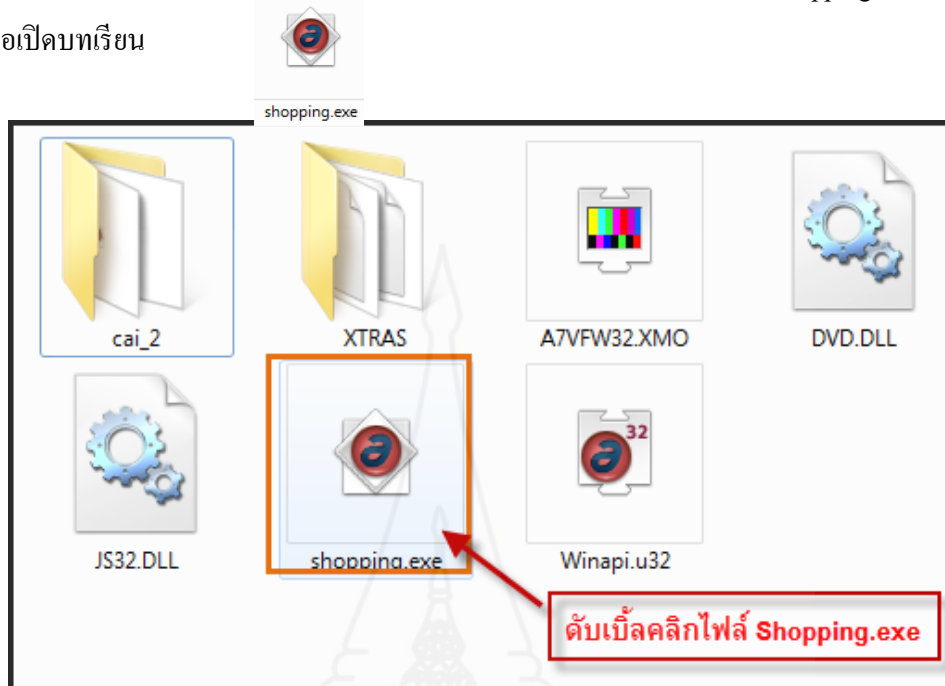 อเปิดบทเรียน
shopping.exe
cai_2
XTRAS
A7VFW32.XMO
DVD.DLL
JS32.DLL
shopping.exe
32
Winapi.u32
ดับเบิ้ลคลิกไฟล์ Shopping.exe